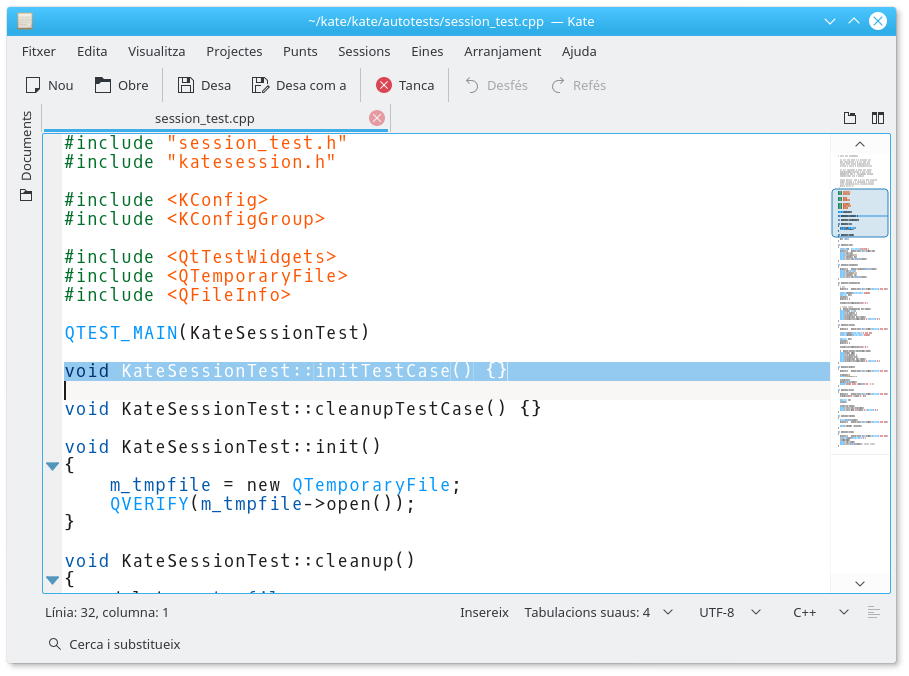 ~/kate/kate/autotests/session_test.cpp — Kate
Fitxer Edita Visualitza Projectes Punts Sessions Eines Arranjament Ajuda
Nou Obre Desa Desa com a Tanca Desfés Refés
Documents
session_test.cpp
#include "session_test.h"
#include "katesession.h"
#include <KConfig>
#include <KConfigGroup>
#include <QtTestWidgets>
#include <QTemporaryFile>
#include <QFileInfo>
QTEST_MAIN(KateSessionTest)
void KateSessionTest::initTestCase() {}
void KateSessionTest::cleanupTestCase() {}
void KateSessionTest::init()
{
m_tmpfile = new QTemporaryFile;
QVERIFY(m_tmpfile->open());
}
void KateSessionTest::cleanup()
{
Línia: 32, columna: 1 Insereix Tabulacions suaus: 4 UTF-8 C++
Cerca i substitueix